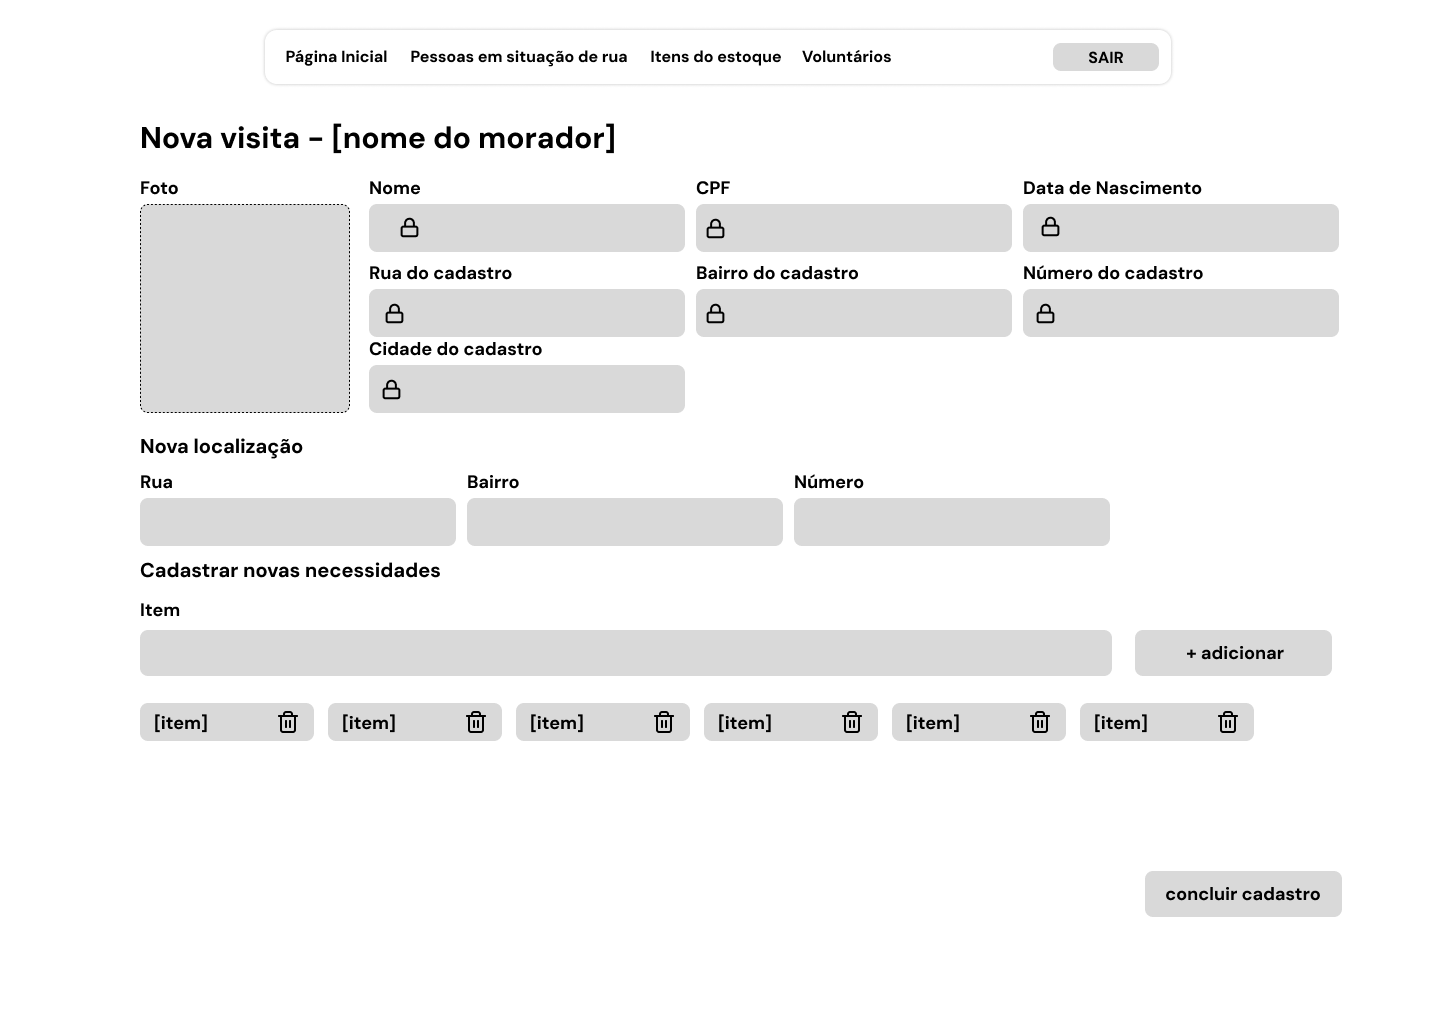 Página Inicial Pessoas em situação de rua Itens do estoque Voluntários SAIR
Nova visita - [nome do morador]
Foto Nome CPF Data de Nascimento
Rua do cadastro Bairro do cadastro Número do cadastro
Cidade do cadastro
Nova localização
Rua Bairro Número
Cadastrar novas necessidades
Item
+ adicionar
[item] [item] [item] [item] [item] [item]
concluir cadastro